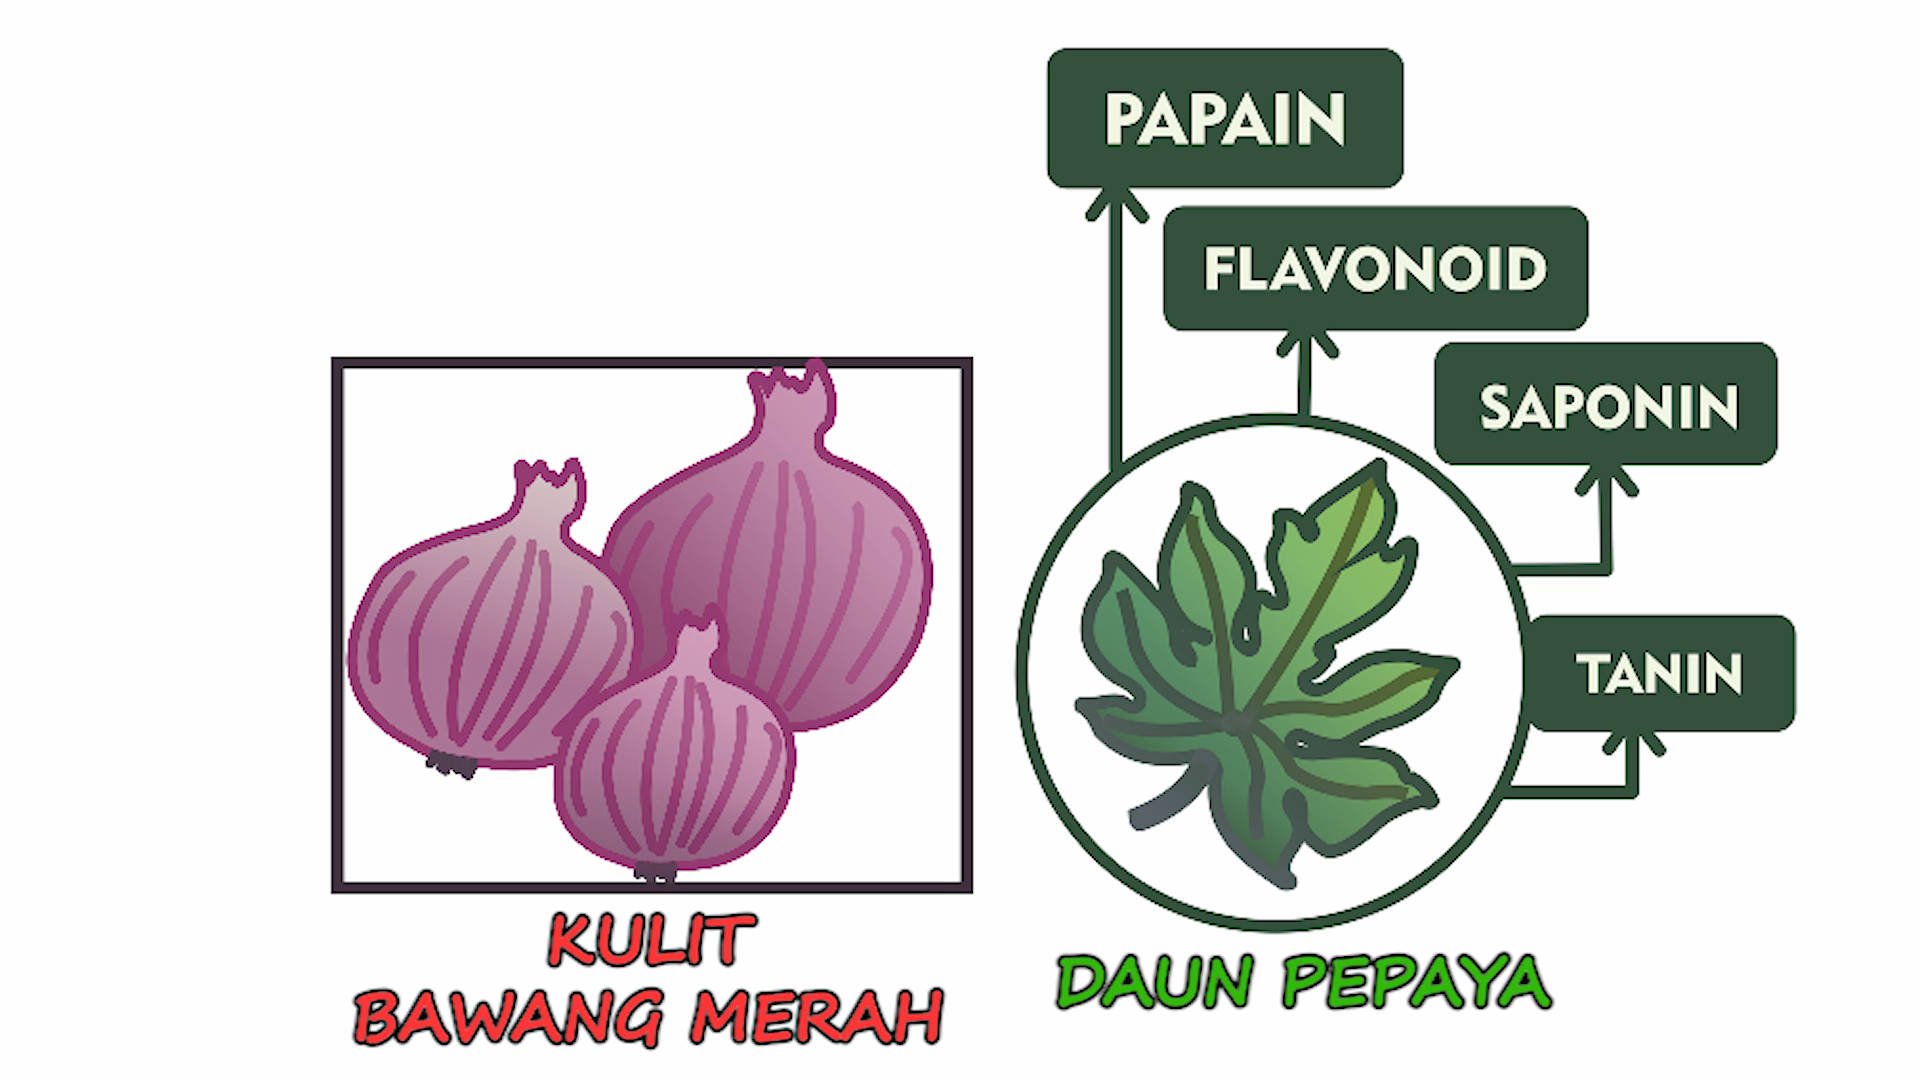 PAPAIN
FLAVONOID
SAPONIN
TANIN
KULIT
BAWANG MERAH
DAUN PEPAYA